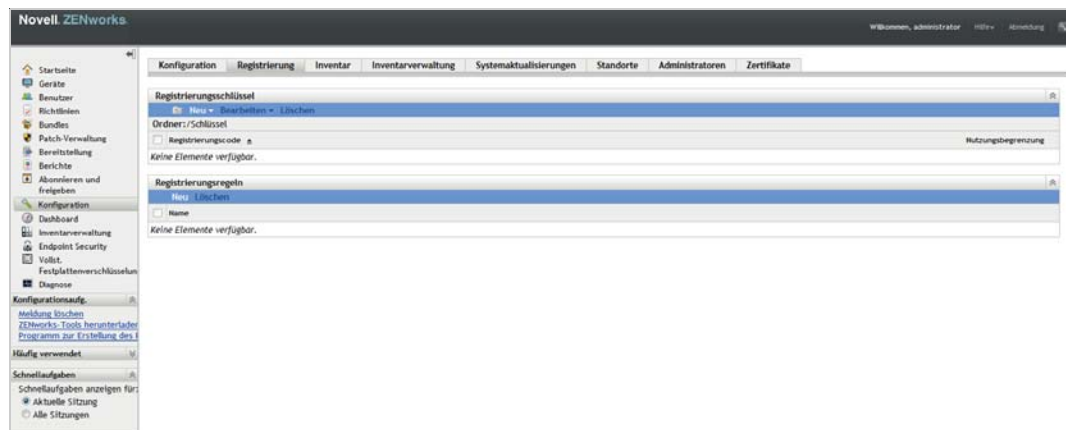 Novell. ZENworks.
Willkommen, administrator Hilfe Abmeldung
Startseite
Geräte
Benutzer
Richtlinien
Bundles
Patch-Verwaltung
Bereitstellung
Berichte
Abonnieren und
freigeben
Konfiguration
Dashboard
Inventarverwaltung
Endpoint Security
Vollst.
Festplattenverschlüsselun
Diagnose
Konfigurationsaufg.
Meldung löschen
ZENworks-Tools herunterladen
Programm zur Erstellung des
Häufig verwendet
Schnellaufgaben
Schnellaufgaben anzeigen für:
Aktuelle Sitzung
Alle Sitzungen
Konfiguration Registrierung Inventar Inventarverwaltung Systemaktualisierungen Standorte Administratoren Zertifikate
Registrierungsschlüssel
Neu Bearbeiten Löschen
Ordner:/Schlüssel
Registrierungscode Nutzungsbegrenzung
Keine Elemente verfügbar.
Registrierungsregeln
Neu Löschen
Name
Keine Elemente verfügbar.